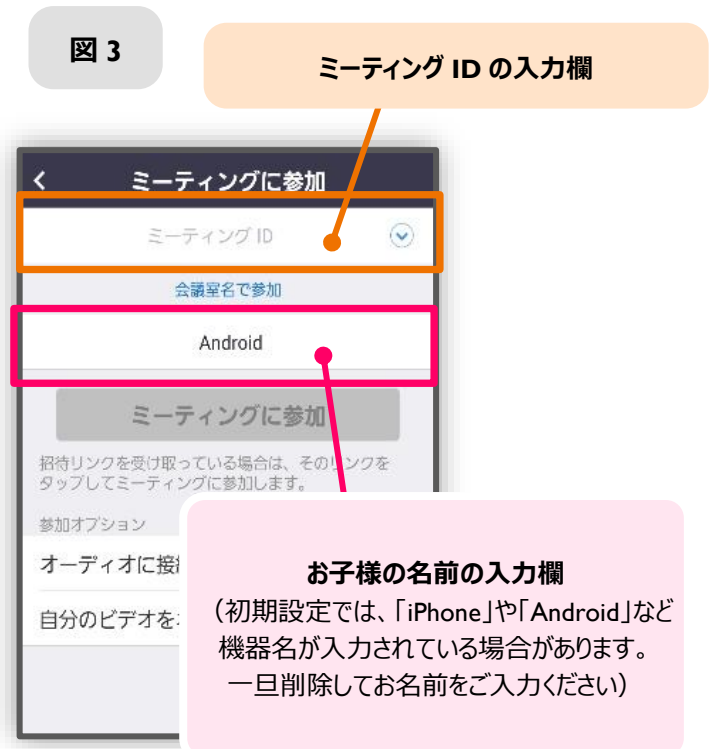 図 3
ミーティング ID の入力欄
ミーティングに参加
ミーティング ID
会議室名で参加
Android
ミーティングに参加
招待リンクを受け取っている場合は、そのリンクを
タップしてミーティングに参加します。
参加オプション
オーディオに接
自分のビデオを
お子様の名前の入力欄
（初期設定では、「iPhone」や「Android」など
機器名が入力されている場合があります。
一旦削除してお名前をご入力ください）